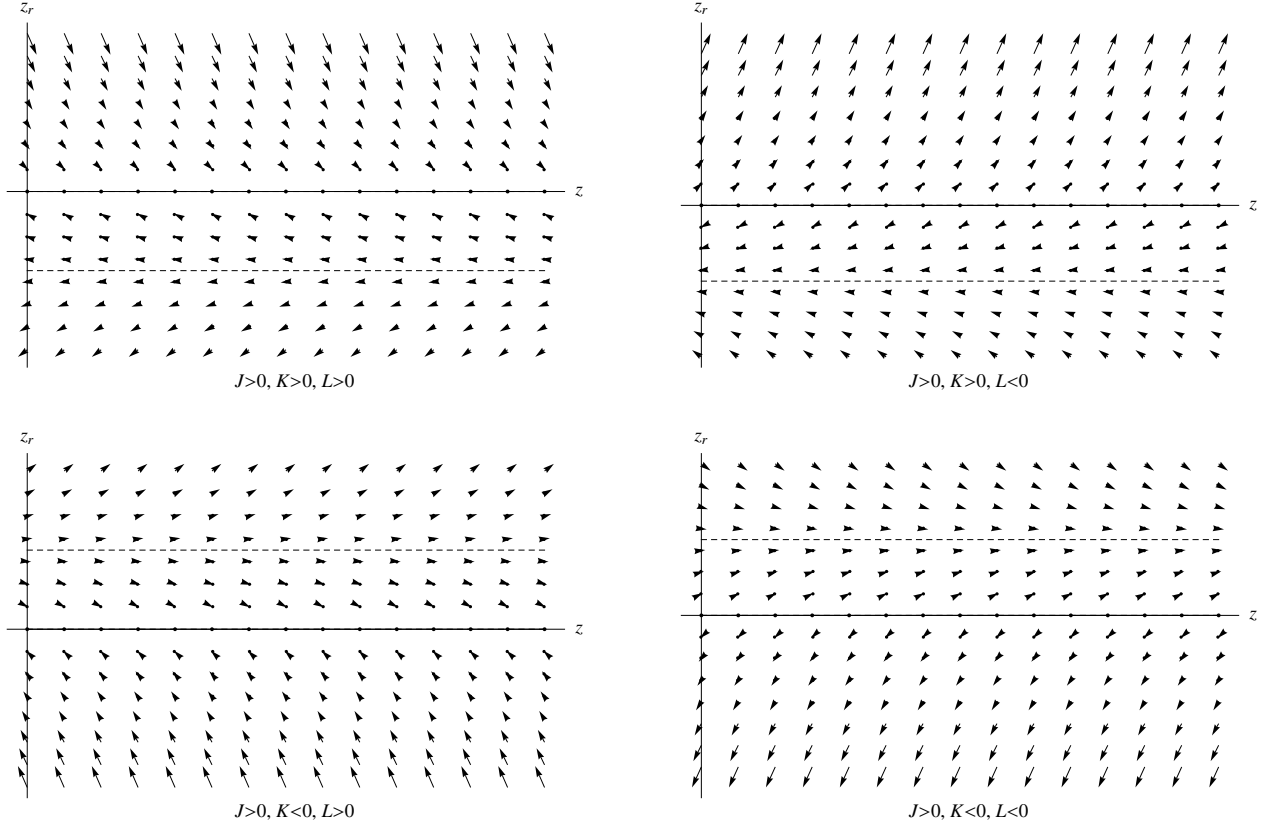 z_r
z
J>0, K>0, L>0
z_r
z
J>0, K>0, L<0
z_r
z
J>0, K<0, L>0
z_r
z
J>0, K<0, L<0